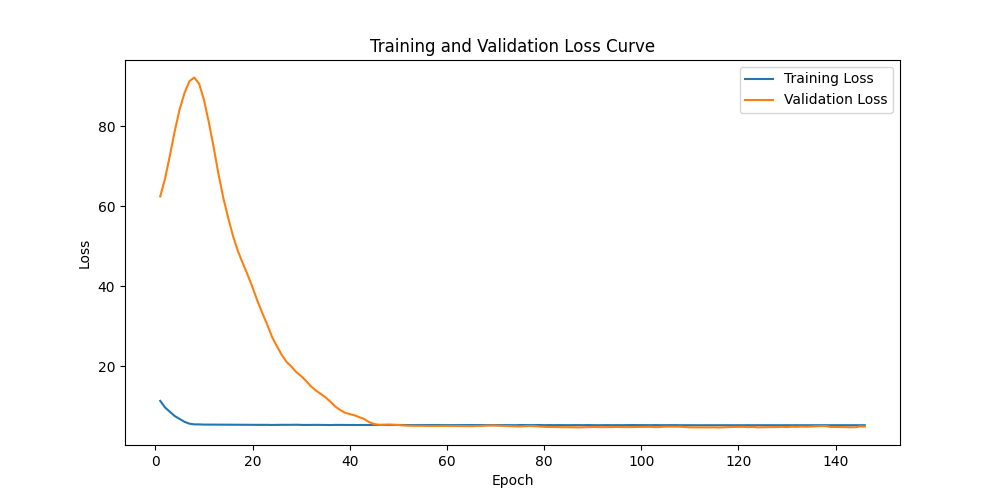 Training and Validation Loss Curve
Training Loss
Validation Loss
80
60
40
20
Loss
0 20 40 60 80 100 120 140
Epoch